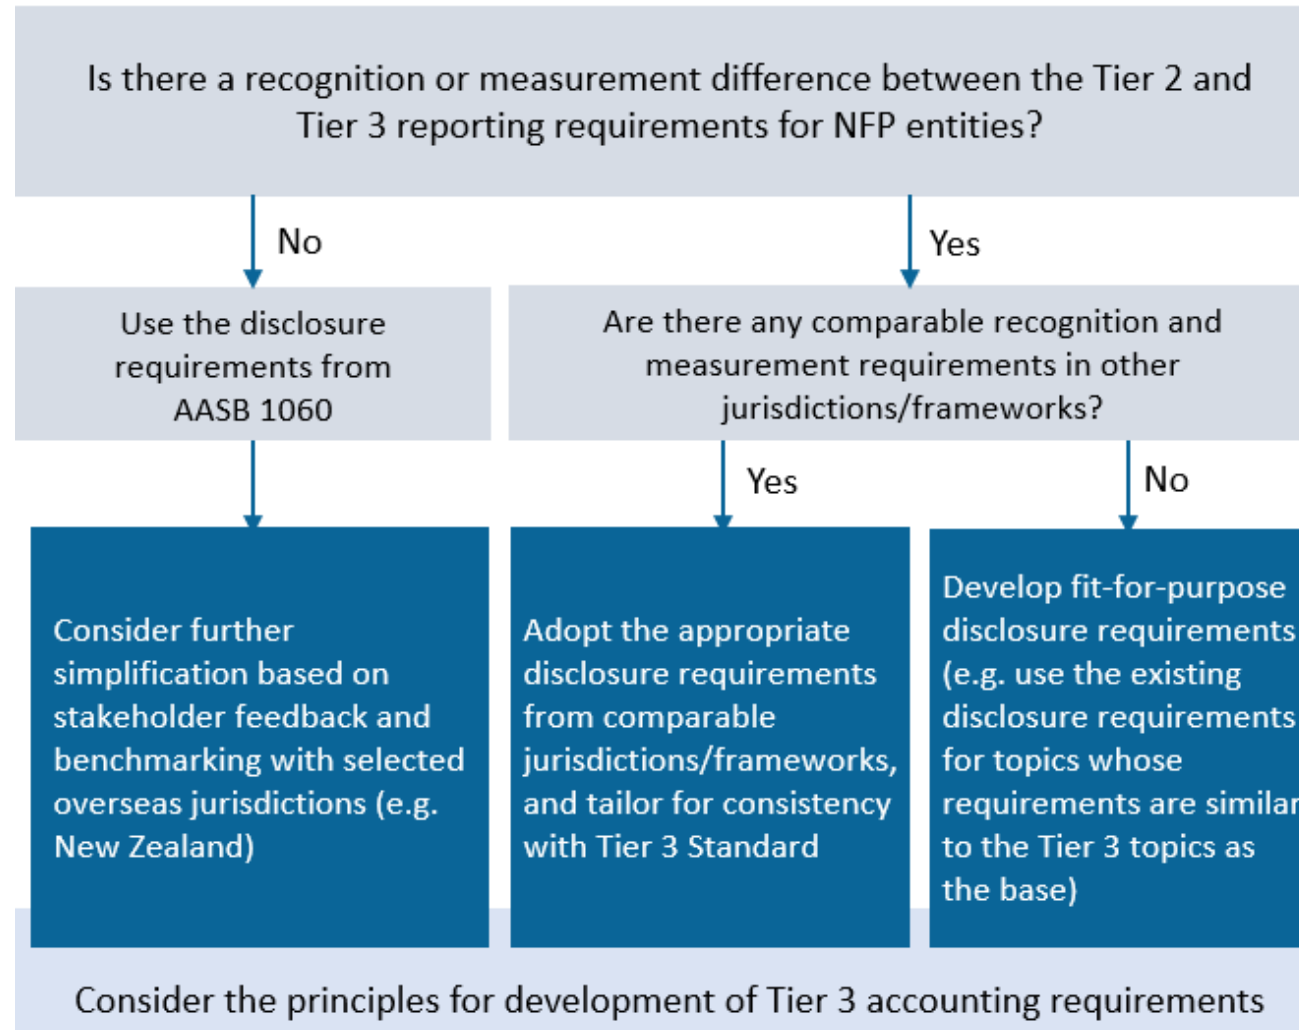 Is there a recognition or measurement difference between the Tier 2 and
Tier 3 reporting requirements for NFP entities?
No
Yes
Use the disclosure
requirements from
AASB 1060
Are there any comparable recognition and
measurement requirements in other
jurisdictions/frameworks?
Yes
No
Consider further
simplification based on
stakeholder feedback and
benchmarking with selected
overseas jurisdictions (e.g.
New Zealand)
Adopt the appropriate
disclosure requirements
from comparable
jurisdictions/frameworks,
and tailor for consistency
with Tier 3 Standard
Develop fit-for-purpose
disclosure requirements
(e.g. use the existing
disclosure requirements
for topics whose
requirements are similar
to the Tier 3 topics as
the base)
Consider the principles for development of Tier 3 accounting requirements